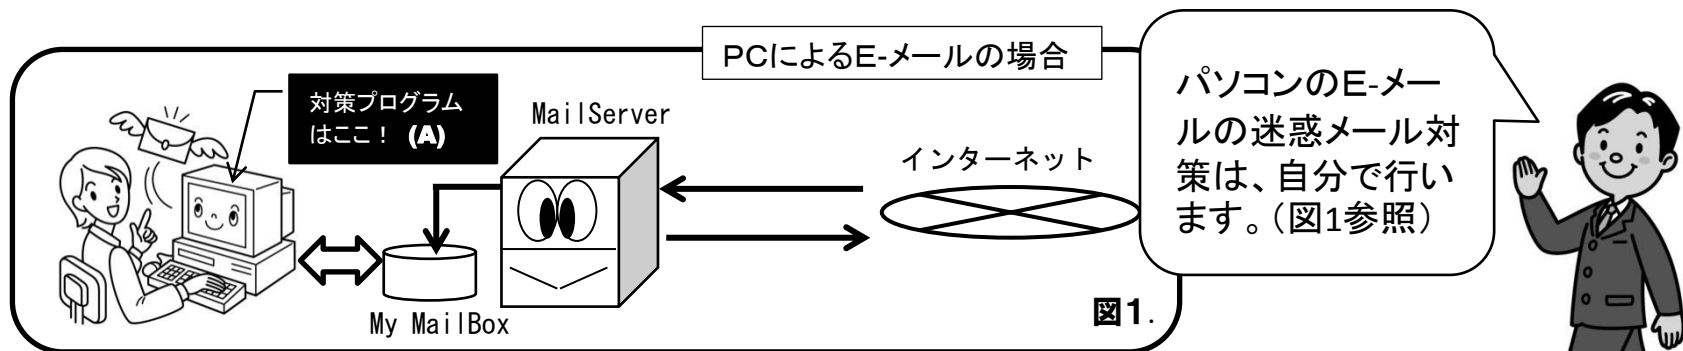 PCによるE-メールの場合
対策プログラム
はここ! (A)
MailServer
インターネット
My MailBox
図1.
パソコンのE-メー
ルの迷惑メール対
策は、自分で行い
ます。(図1参照)